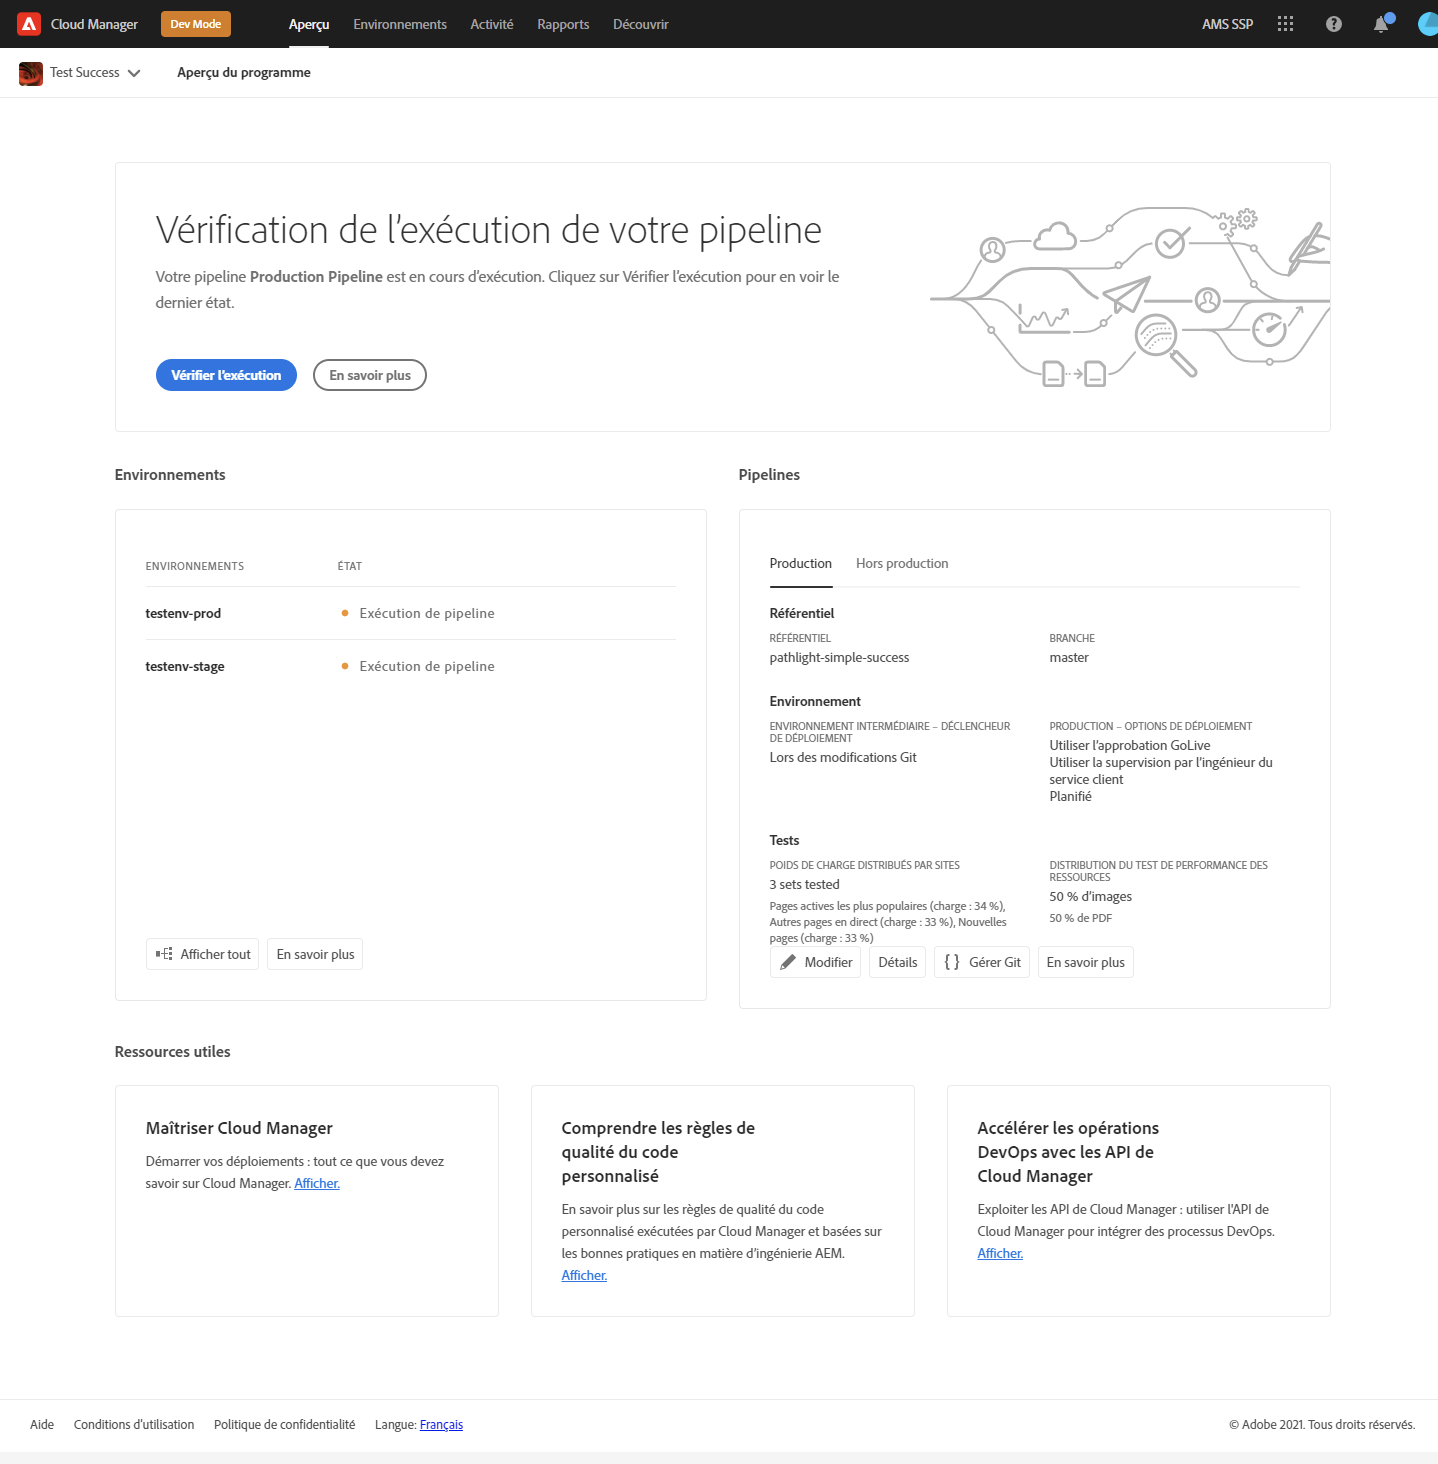 Cloud Manager
Dev Mode
Aperçu
Environnements
Activité
Rapports
Découvrir
AMS SSP
Test Success
Aperçu du programme
Vérification de l’exécution de votre pipeline
Votre pipeline Production Pipeline est en cours d’exécution. Cliquez sur Vérifier l’exécution pour en voir le
dernier état.
Vérifier l’exécution
En savoir plus
Environnements
ENVIRONNEMENTS
ÉTAT
testenv-prod
Exécution de pipeline
testenv-stage
Exécution de pipeline
Afficher tout
En savoir plus
Pipelines
Production
Hors production
Référentiel
RÉFÉRENTIEL
pathlight-simple-success
BRANCHE
master
Environnement
ENVIRONNEMENT INTERMÉDIAIRE – DÉCLENCHEUR
DE DÉPLOIEMENT
Lors des modifications Git
PRODUCTION – OPTIONS DE DÉPLOIEMENT
Utiliser l’approbation GoLive
Utiliser la supervision par l’ingénieur du
service client
Planifié
Tests
POIDS DE CHARGE DISTRIBUÉS PAR SITES
3 sets tested
Pages actives les plus populaires (charge : 34 %),
Autres pages en direct (charge : 33 %), Nouvelles
pages (charge : 33 %)
DISTRIBUTION DU TEST DE PERFORMANCE DES
RESSOURCES
50 % d’images
50 % de PDF
Modifier
Détails
Gérer Git
En savoir plus
Ressources utiles
Maîtriser Cloud Manager
Démarrer vos déploiements : tout ce que vous devez
savoir sur Cloud Manager. Afficher.
Comprendre les règles de
qualité du code
personnalisé
En savoir plus sur les règles de qualité du code
personnalisé exécutées par Cloud Manager et basées sur
les bonnes pratiques en matière d’ingénierie AEM.
Afficher.
Accélérer les opérations
DevOps avec les API de
Cloud Manager
Exploiter les API de Cloud Manager : utiliser l’API de
Cloud Manager pour intégrer des processus DevOps.
Afficher.
Aide
Conditions d’utilisation
Politique de confidentialité
Langue: Français
© Adobe 2021. Tous droits réservés.